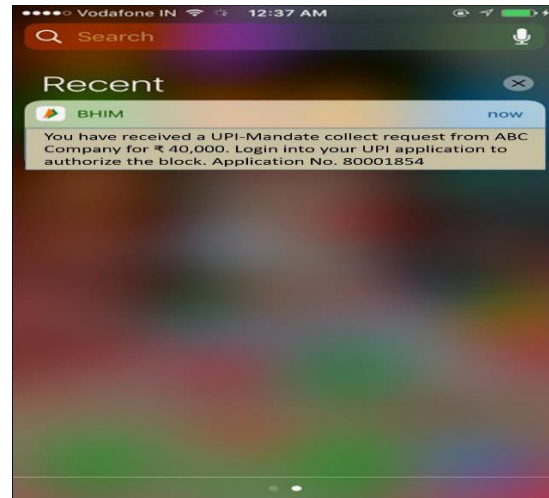 ●●●●○ Vodafone IN 12:37 AM
Search
Recent
BHIM now
You have received a UPI-Mandate collect request from ABC
Company for ₹ 40,000. Login into your UPI application to
authorize the block. Application No. 80001854